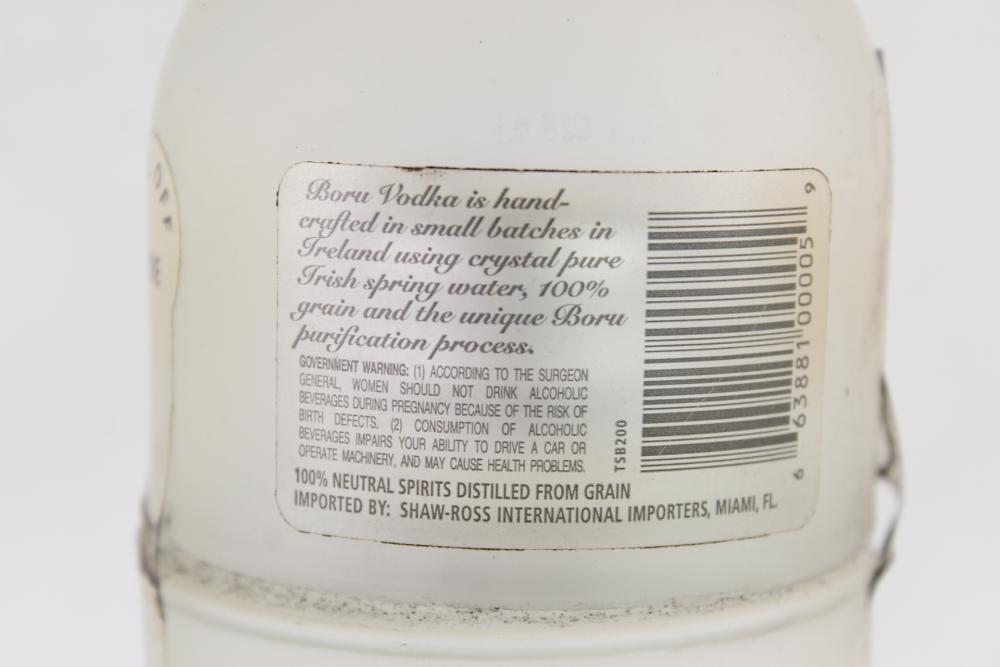 Boru Vodka is hand-
crafted in small batches in
Ireland using crystal pure
Irish spring water, 100%
grain and the unique Boru
purification process.
GOVERNMENT WARNING: (1) ACCORDING TO THE SURGEON
GENERAL, WOMEN SHOULD NOT DRINK ALCOHOLIC
BEVERAGES DURING PREGNANCY BECAUSE OF THE RISK OF
BIRTH DEFECTS. (2) CONSUMPTION OF ALCOHOLIC
BEVERAGES IMPAIRS YOUR ABILITY TO DRIVE A CAR OR
OPERATE MACHINERY, AND MAY CAUSE HEALTH PROBLEMS.
100% NEUTRAL SPIRITS DISTILLED FROM GRAIN
IMPORTED BY: SHAW-ROSS INTERNATIONAL IMPORTERS, MIAMI, FL.
TSB200
6 63881 00005 9
OFF